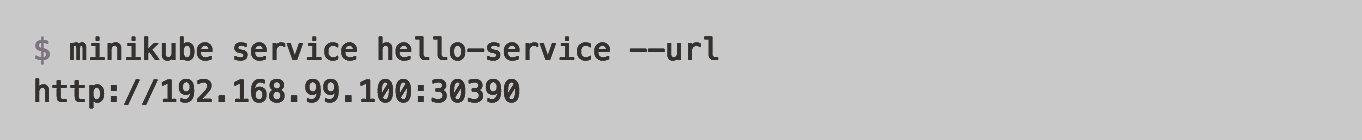 $ minikube service hello-service --url
http://192.168.99.100:30390